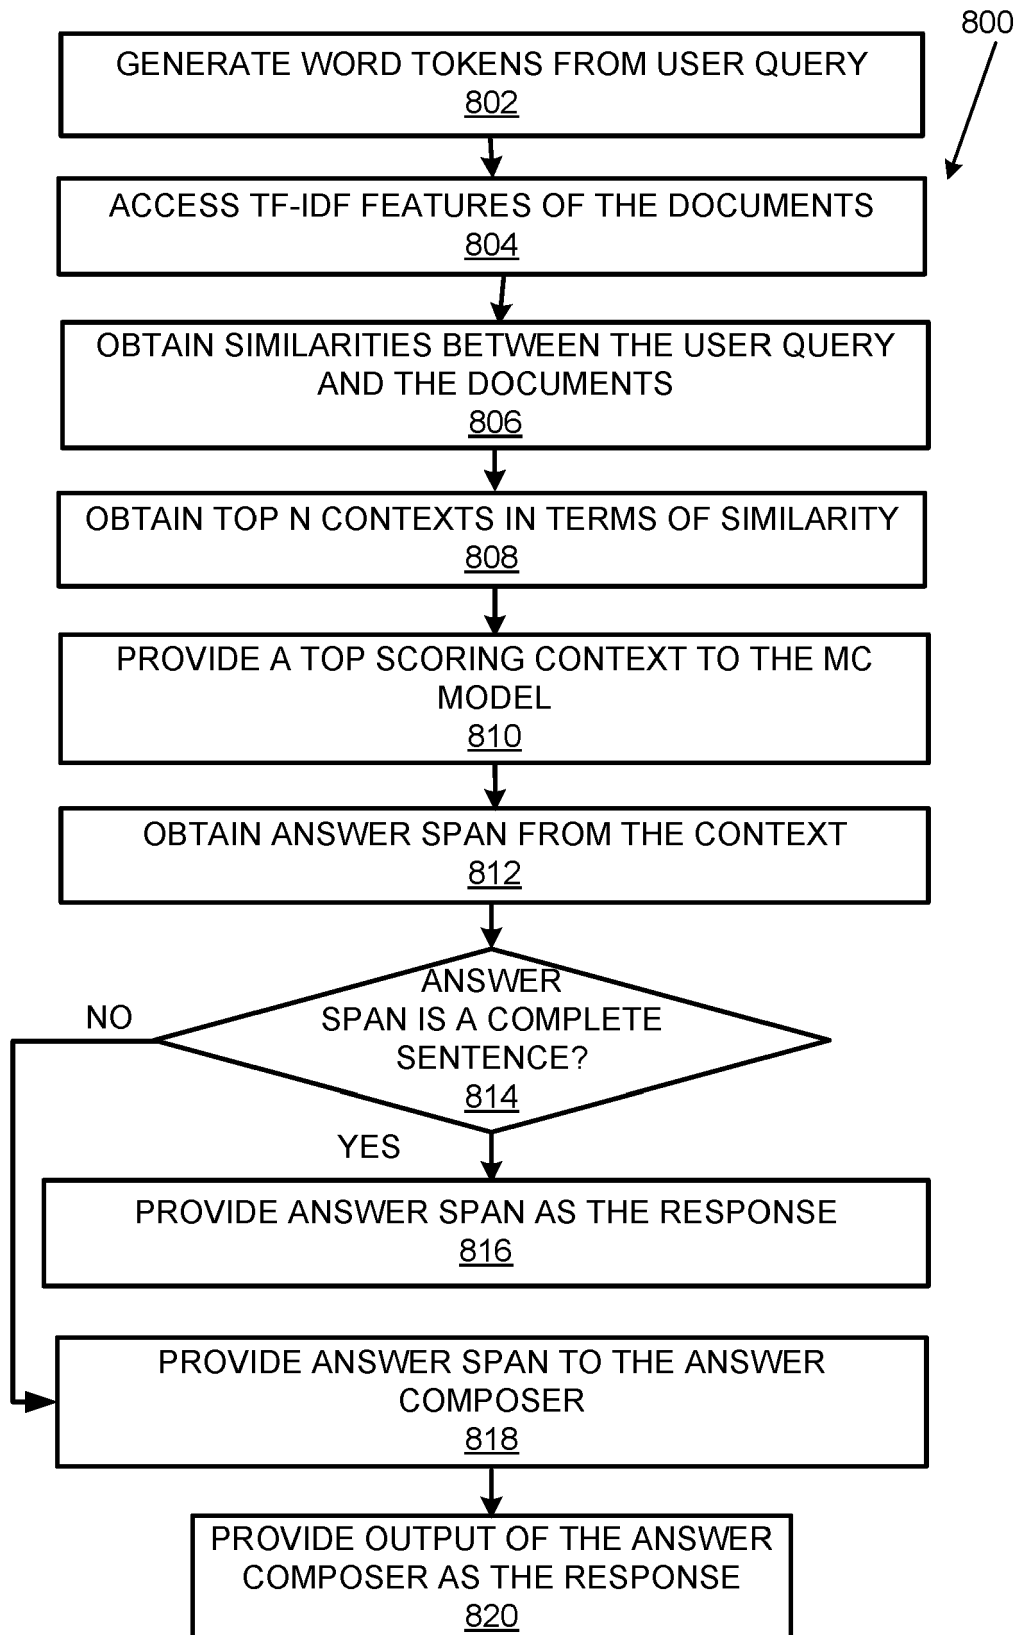 800
GENERATE WORD TOKENS FROM USER QUERY
802
ACCESS TF-IDF FEATURES OF THE DOCUMENTS
804
OBTAIN SIMILARITIES BETWEEN THE USER QUERY
AND THE DOCUMENTS
806
OBTAIN TOP N CONTEXTS IN TERMS OF SIMILARITY
808
PROVIDE A TOP SCORING CONTEXT TO THE MC
MODEL
810
OBTAIN ANSWER SPAN FROM THE CONTEXT
812
ANSWER
SPAN IS A COMPLETE
SENTENCE?
814
NO
YES
PROVIDE ANSWER SPAN AS THE RESPONSE
816
PROVIDE ANSWER SPAN TO THE ANSWER
COMPOSER
818
PROVIDE OUTPUT OF THE ANSWER
COMPOSER AS THE RESPONSE
820